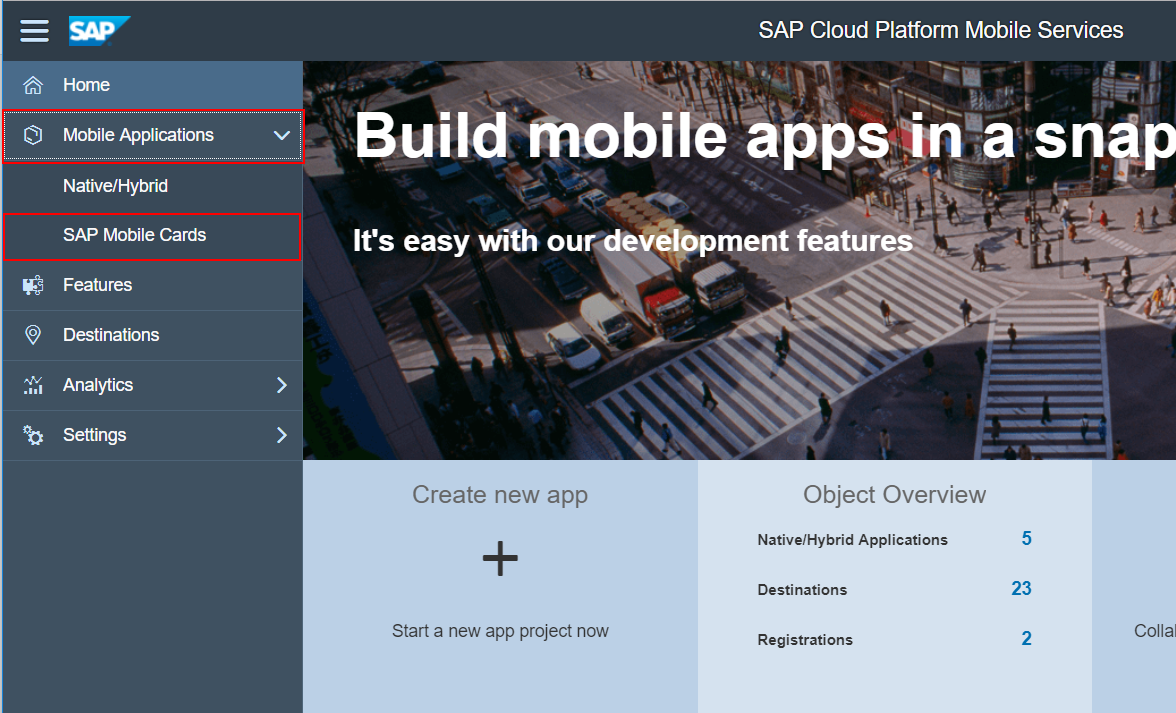 SAP
SAP Cloud Platform Mobile Services
Home
Mobile Applications
Native/Hybrid
SAP Mobile Cards
Features
Destinations
Analytics
Settings
Build mobile apps in a snap
It's easy with our development features
Create new app
Start a new app project now
Object Overview
Native/Hybrid Applications 5
Destinations 23
Registrations 2